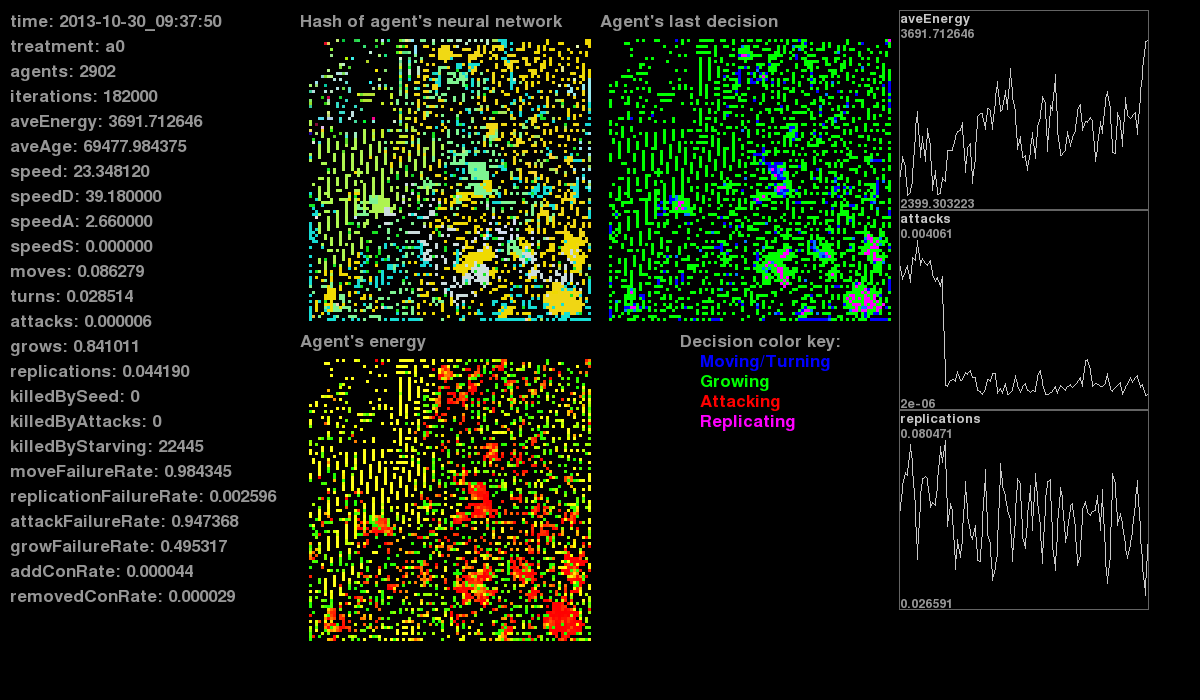 time: 2013-10-30_09:37:50
treatment: a0
agents: 2902
iterations: 182000
aveEnergy: 3691.712646
aveAge: 69477.984375
speed: 23.348120
speedD: 39.180000
speedA: 2.660000
speedS: 0.000000
moves: 0.086279
turns: 0.028514
attacks: 0.000006
grows: 0.841011
replications: 0.044190
killedBySeed: 0
killedByAttacks: 0
killedByStarving: 22445
moveFailureRate: 0.984345
replicationFailureRate: 0.002596
attackFailureRate: 0.947368
growFailureRate: 0.495317
addConRate: 0.000044
removedConRate: 0.000029
Hash of agent's neural network
Agent's last decision
Agent's energy
Decision color key:
Moving/Turning
Growing
Attacking
Replicating
aveEnergy
3691.712646
2399.303223
attacks
0.004061
2e-06
replications
0.080471
0.026591